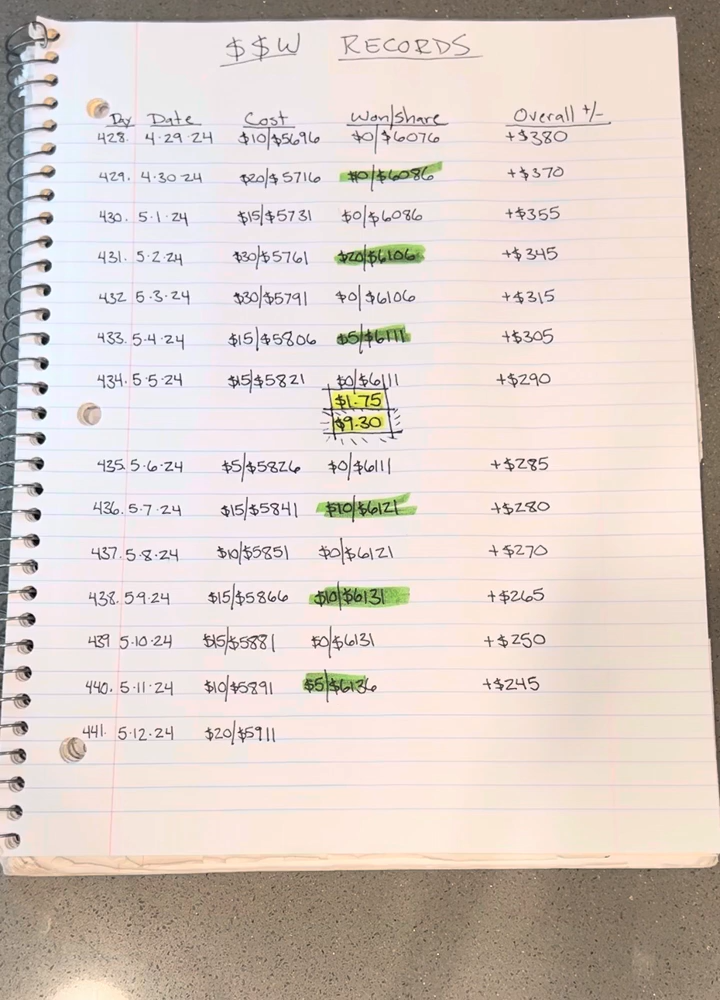 $$W RECORDS
Day Date Cost Won/Share Overall +/-
428. 4·29·24 $10/$5696 $0/$6076 +$380
429. 4·30·24 $20/$5716 $0/$6086 +$370
430. 5·1·24 $15/$5731 $0/$6086 +$355
431. 5·2·24 $30/$5761 $20/$6106 +$345
432 5·3·24 $30/$5791 $0/$6106 +$315
433. 5·4·24 $15/$5806 $5/$6111 +$305
434. 5·5·24 $15/$5821 $0/$6111 +$290
$1.75
$9.30
435. 5·6·24 $5/$5826 $0/$6111 +$285
436. 5·7·24 $15/$5841 $10/$6121 +$280
437. 5·8·24 $10/$5851 $0/$6121 +$270
438. 5·9·24 $15/$5866 $10/$6131 +$265
439 5·10·24 $15/$5881 $0/$6131 +$250
440. 5·11·24 $10/$5891 $5/$6136 +$245
441. 5·12·24 $20/$5911